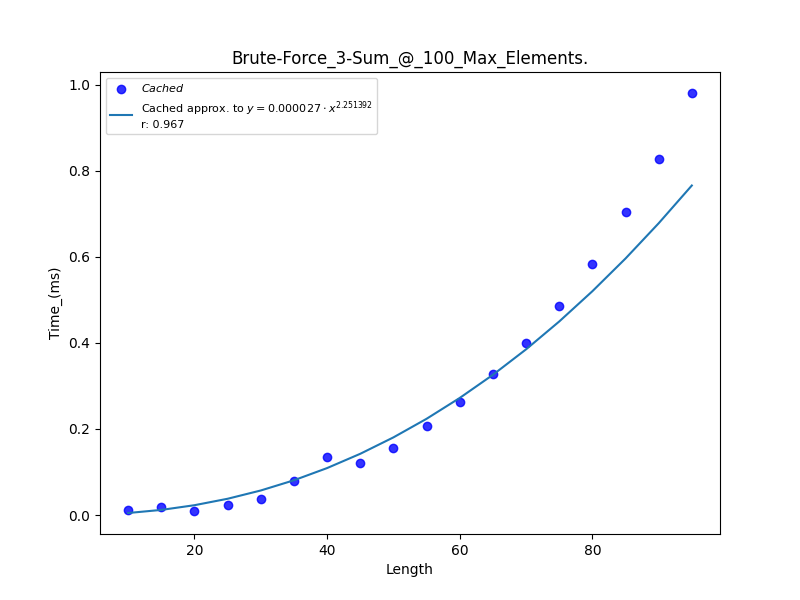 Brute-Force_3-Sum_@_100_Max_Elements.
Cached
Cached approx. to y = 0.000027 · x^2.251392
r: 0.967
1.0
0.8
0.6
0.4
0.2
0.0
Time_(ms)
20 40 60 80
Length